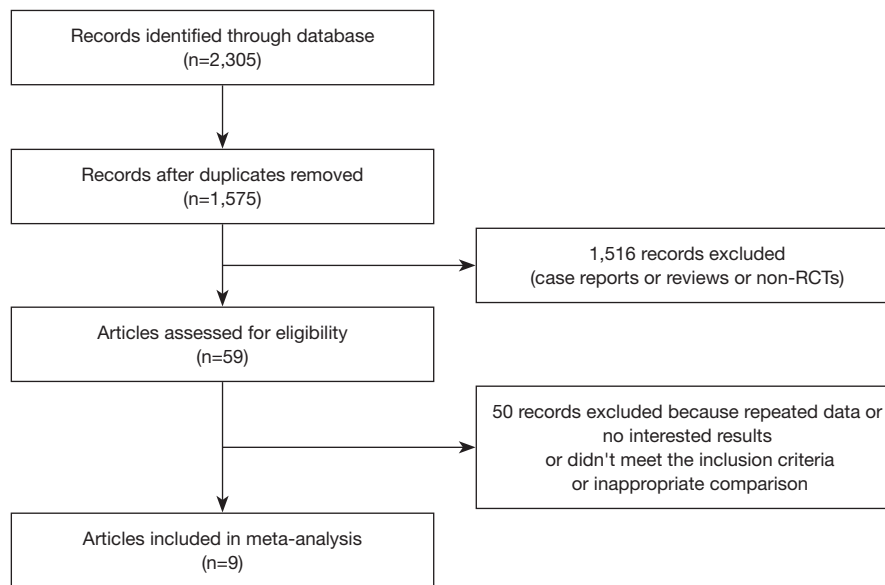 Records identified through database
(n=2,305)
Records after duplicates removed
(n=1,575)
1,516 records excluded
(case reports or reviews or non-RCTs)
Articles assessed for eligibility
(n=59)
50 records excluded because repeated data or
no interested results
or didn't meet the inclusion criteria
or inappropriate comparison
Articles included in meta-analysis
(n=9)